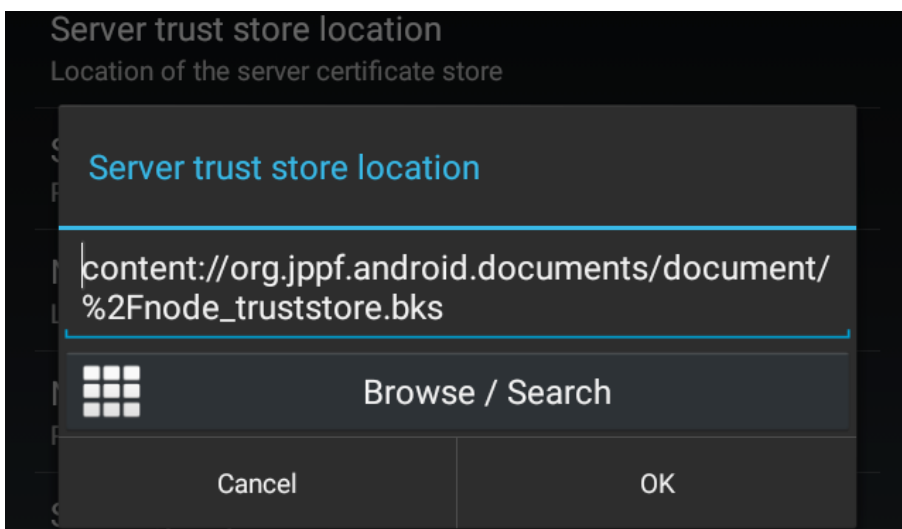 Server trust store location
Location of the server certificate store
Server trust store location
content://org.jppf.android.documents/document/
%2Fnode_truststore.bks
Browse / Search
Cancel
OK